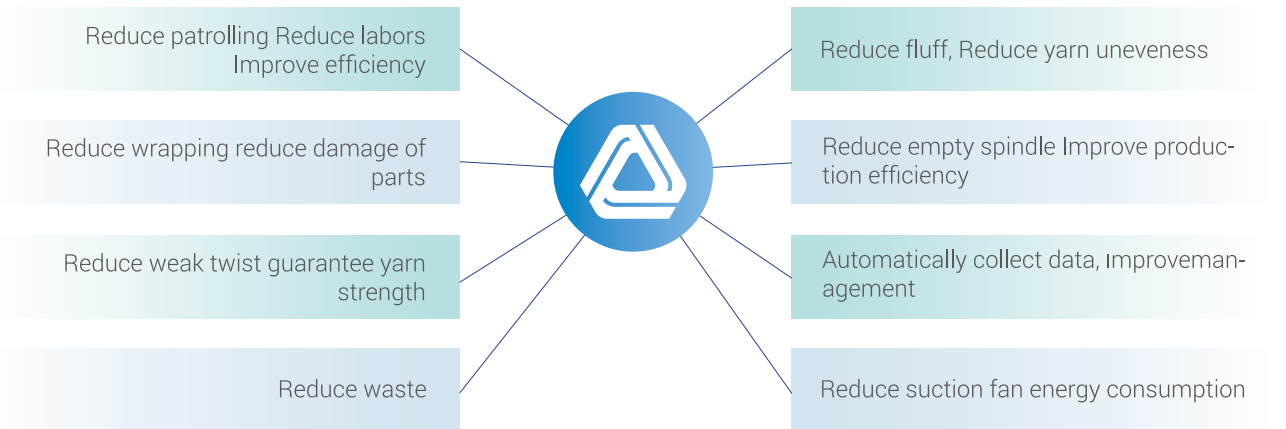 Reduce patrolling Reduce labors
Improve efficiency
Reduce wrapping reduce damage of
parts
Reduce weak twist guarantee yarn
strength
Reduce waste
Reduce fluff, Reduce yarn uneveness
Reduce empty spindle Improve produc-
tion efficiency
Automatically collect data, Improveman-
agement
Reduce suction fan energy consumption